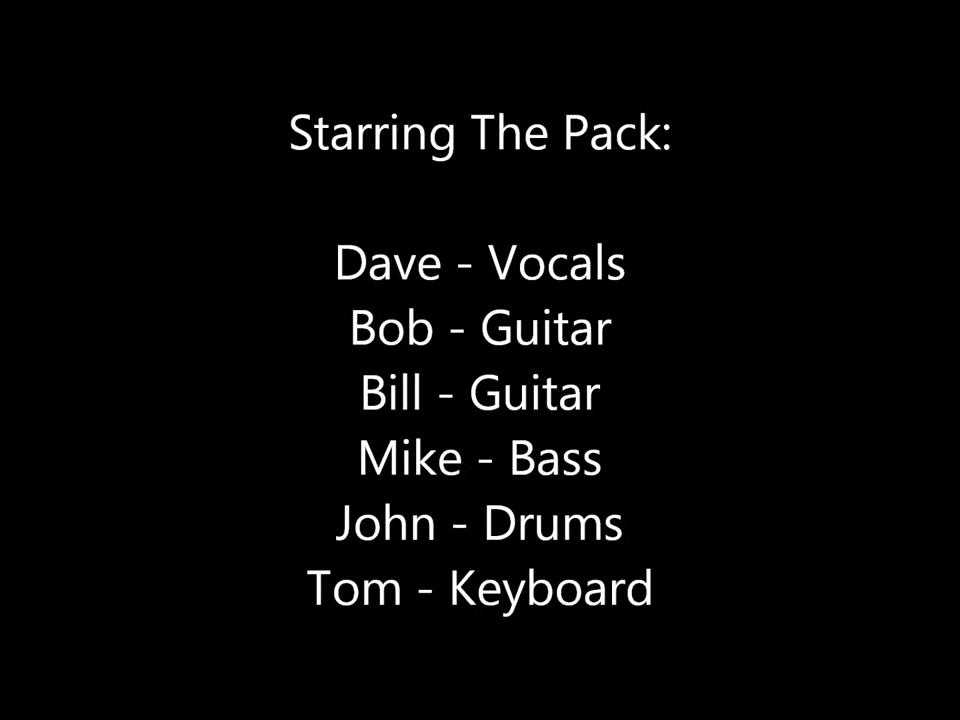 Starring The Pack:
Dave - Vocals
Bob - Guitar
Bill - Guitar
Mike - Bass
John - Drums
Tom - Keyboard